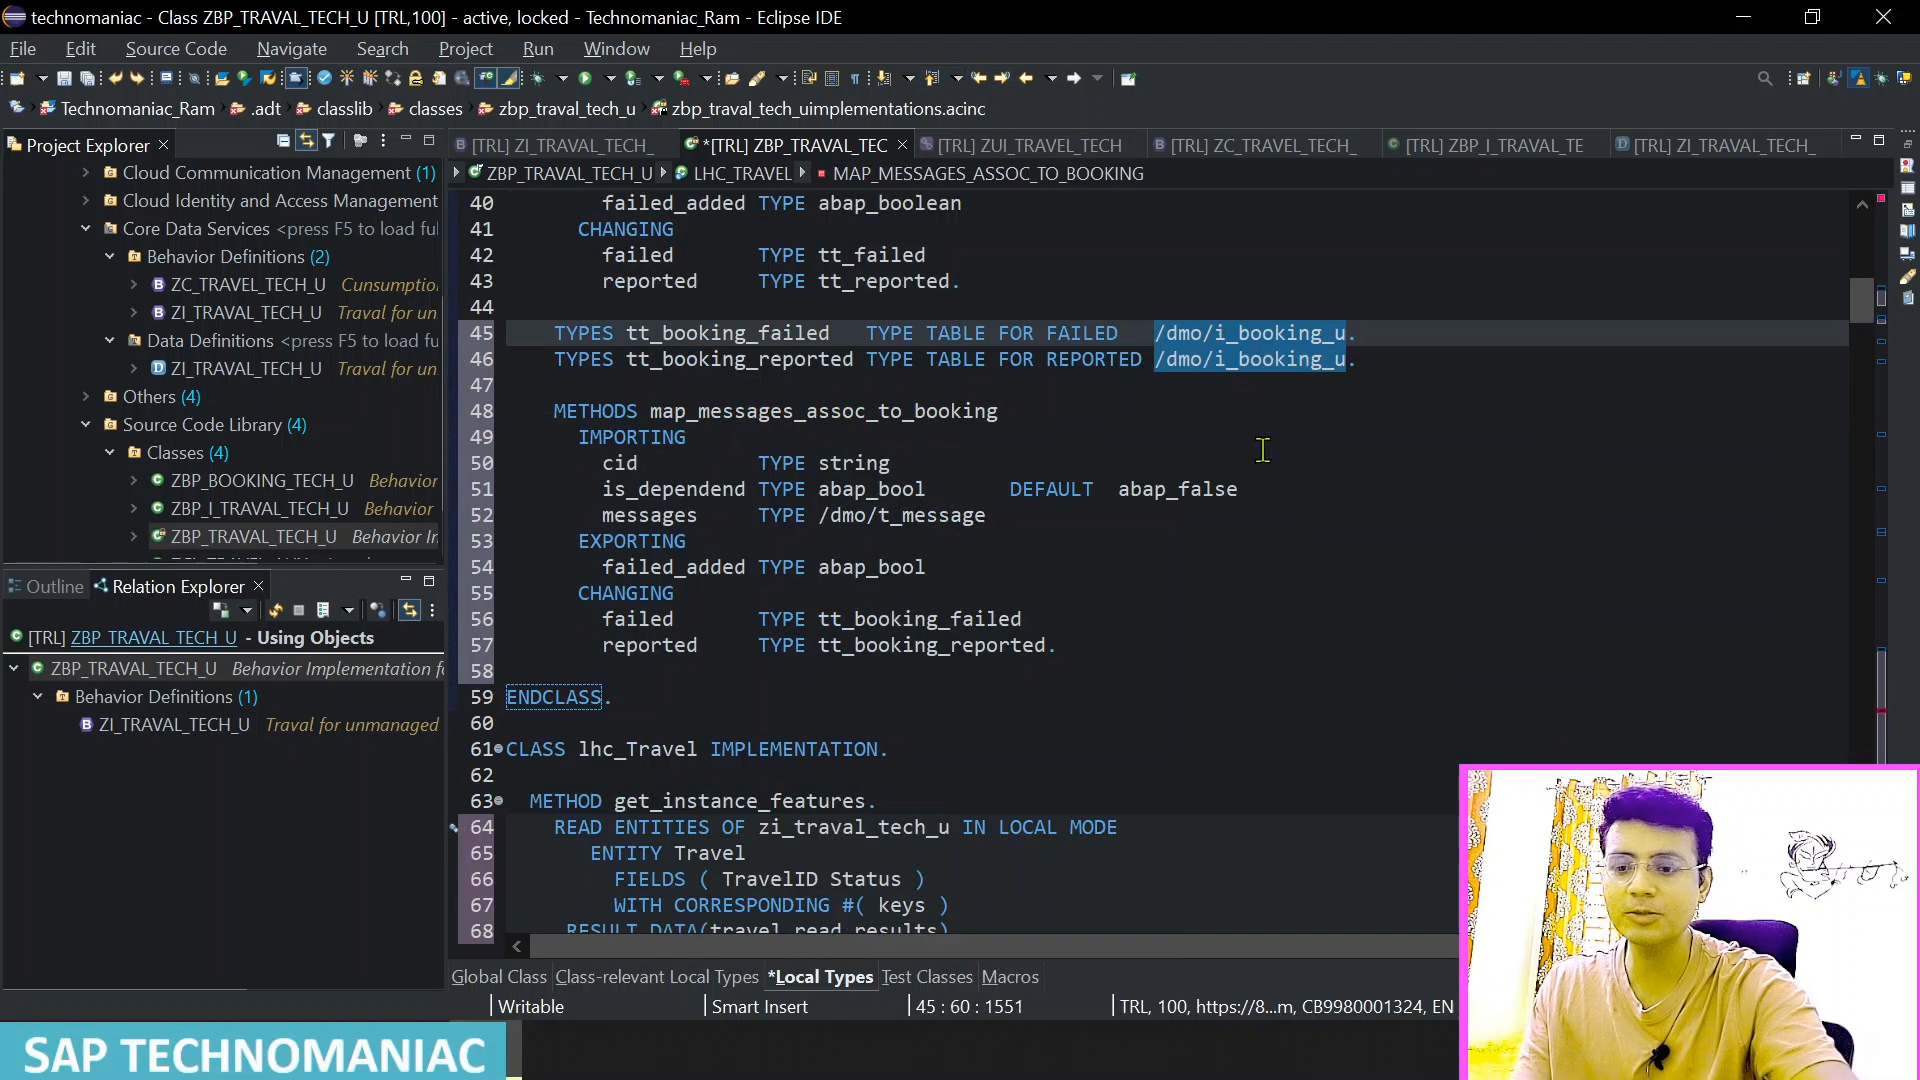 technomaniac - Class ZBP_TRAVAL_TECH_U [TRL,100] - active, locked - Technomaniac_Ram - Eclipse IDE
File Edit Source Code Navigate Search Project Run Window Help
Technomaniac_Ram .adt classlib classes zbp_traval_tech_u zbp_traval_tech_uimplementations.acinc
Project Explorer
Cloud Communication Management (1)
Cloud Identity and Access Management
Core Data Services <press F5 to load ful
Behavior Definitions (2)
ZC_TRAVEL_TECH_U Cunsumptio
ZI_TRAVAL_TECH_U Traval for un
Data Definitions <press F5 to load fu
ZI_TRAVAL_TECH_U Traval for un
Others (4)
Source Code Library (4)
Classes (4)
ZBP_BOOKING_TECH_U Behavior
ZBP_I_TRAVAL_TECH_U Behavior
ZBP_TRAVAL_TECH_U Behavior In
Outline Relation Explorer
[TRL] ZBP_TRAVAL_TECH_U - Using Objects
ZBP_TRAVAL_TECH_U Behavior Implementation fo
Behavior Definitions (1)
ZI_TRAVAL_TECH_U Traval for unmanaged
[TRL] ZI_TRAVAL_TECH_ *[TRL] ZBP_TRAVAL_TEC [TRL] ZUI_TRAVEL_TECH [TRL] ZC_TRAVEL_TECH_ [TRL] ZBP_I_TRAVAL_TE [TRL] ZI_TRAVAL_TECH_
ZBP_TRAVAL_TECH_U LHC_TRAVEL MAP_MESSAGES_ASSOC_TO_BOOKING
40 failed_added TYPE abap_boolean
41 CHANGING
42 failed TYPE tt_failed
43 reported TYPE tt_reported.
44
45 TYPES tt_booking_failed TYPE TABLE FOR FAILED /dmo/i_booking_u.
46 TYPES tt_booking_reported TYPE TABLE FOR REPORTED /dmo/i_booking_u.
47
48 METHODS map_messages_assoc_to_booking
49 IMPORTING
50 cid TYPE string
51 is_dependend TYPE abap_bool DEFAULT abap_false
52 messages TYPE /dmo/t_message
53 EXPORTING
54 failed_added TYPE abap_bool
55 CHANGING
56 failed TYPE tt_booking_failed
57 reported TYPE tt_booking_reported.
58
59 ENDCLASS.
60
61 CLASS lhc_Travel IMPLEMENTATION.
62
63 METHOD get_instance_features.
64 READ ENTITIES OF zi_traval_tech_u IN LOCAL MODE
65 ENTITY Travel
66 FIELDS ( TravelID Status )
67 WITH CORRESPONDING #( keys )
68 RESULT DATA(travel_read_results)
Global Class Class-relevant Local Types *Local Types Test Classes Macros
Writable Smart Insert 45 : 60 : 1551 TRL, 100, https://8...m, CB9980001324, EN
SAP TECHNOMANIAC